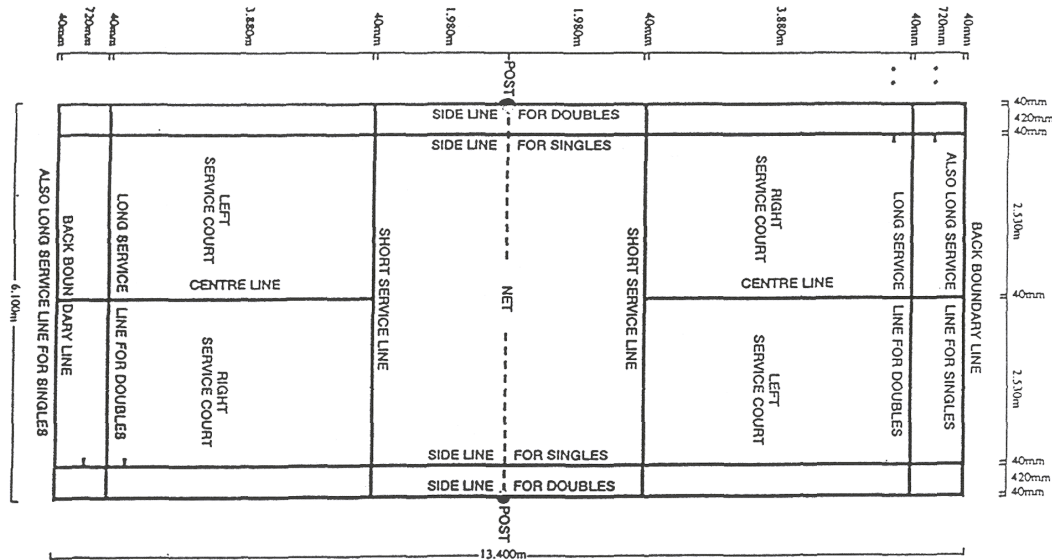 40mm
720mm
40mm
3.880m
40mm
1.980m
1.980m
40mm
3.880m
40mm
720mm
40mm
POST
SIDE LINE FOR DOUBLES
SIDE LINE FOR SINGLES
40mm
420mm
40mm
2.530m
40mm
2.530m
40mm
420mm
40mm
6.100m
ALSO LONG SERVICE LINE FOR SINGLES
BACK BOUNDARY LINE
LONG SERVICE LINE FOR DOUBLES
LEFT
SERVICE COURT
CENTRE LINE
RIGHT
SERVICE COURT
SHORT SERVICE LINE
NET
SHORT SERVICE LINE
RIGHT
SERVICE COURT
CENTRE LINE
LEFT
SERVICE COURT
LONG SERVICE LINE FOR DOUBLES
ALSO LONG SERVICE LINE FOR SINGLES
BACK BOUNDARY LINE
SIDE LINE FOR SINGLES
SIDE LINE FOR DOUBLES
POST
13.400m